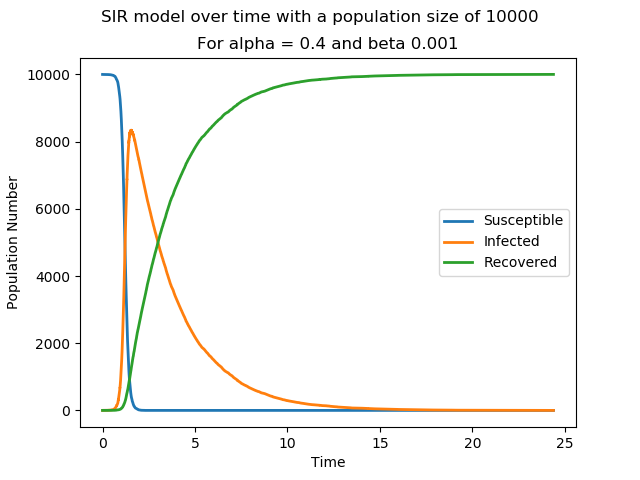 SIR model over time with a population size of 10000
For alpha = 0.4 and beta 0.001
10000
8000
6000
4000
2000
0
Population Number
Susceptible
Infected
Recovered
0 5 10 15 20 25
Time